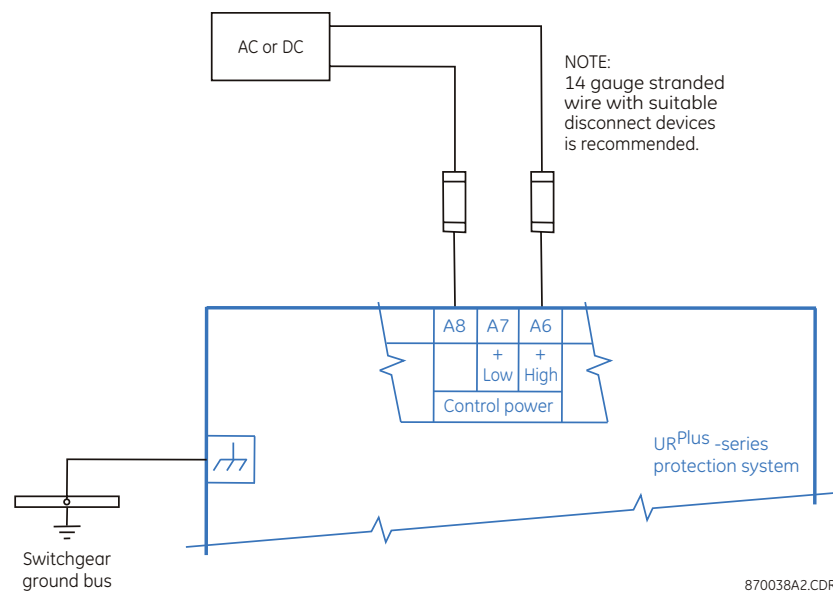 AC or DC
NOTE:
14 gauge stranded
wire with suitable
disconnect devices
is recommended.
A8 A7 A6
+ +
Low High
Control power
URPlus -series
protection system
Switchgear
ground bus
870038A2.CDR